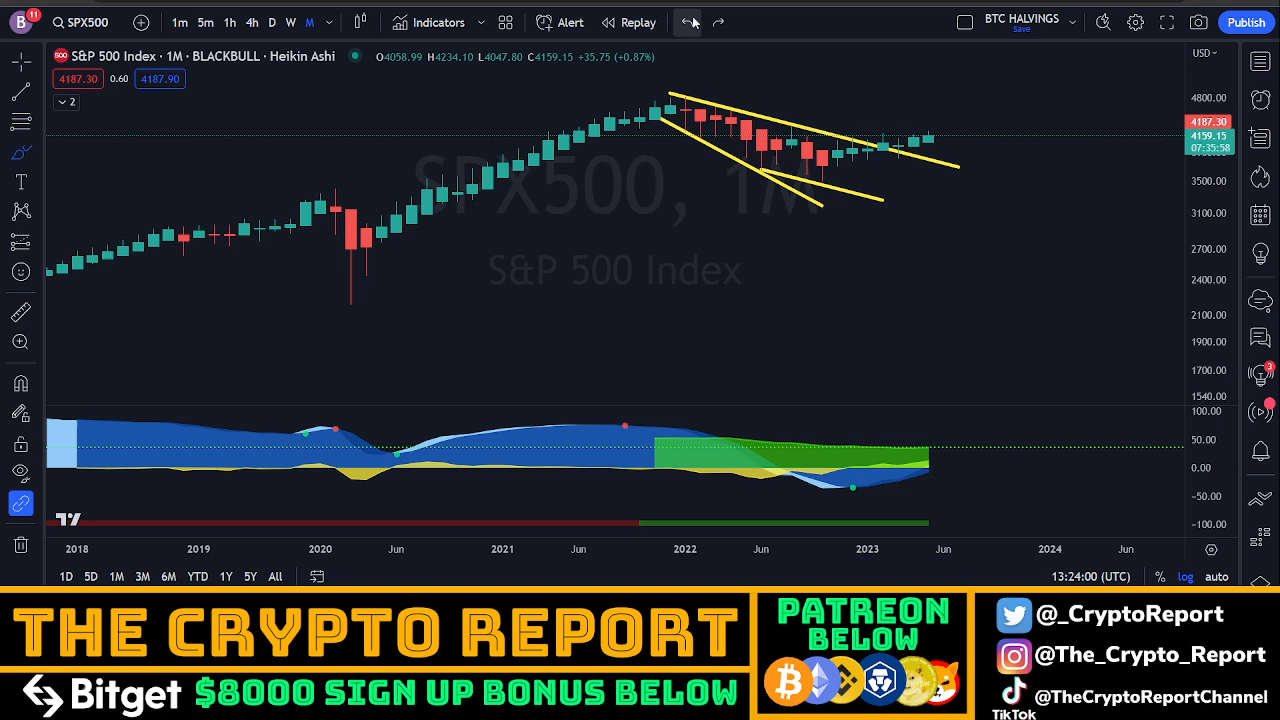 B 11 SPX500 1m 5m 1h 4h D W M Indicators Alert Replay BTC HALVINGS Save Publish
500 S&P 500 Index · 1M · BLACKBULL · Heikin Ashi O4058.99 H4234.10 L4047.80 C4159.15 +35.75 (+0.87%) USD
4187.30 0.60 4187.90
2
4800.00
4187.30
4159.15
07:35:58
3500.00
3100.00
2700.00
2400.00
2100.00
1900.00
1700.00
1540.00
SPX500, 1M
S&P 500 Index
100.00
50.00
0.00
-50.00
-100.00
3
2018 2019 2020 Jun 2021 Jun 2022 Jun 2023 Jun 2024 Jun
1D 5D 1M 3M 6M YTD 1Y 5Y All 13:24:00 (UTC) % log auto
THE CRYPTO REPORT
Bitget $8000 SIGN UP BONUS BELOW
PATREON
BELOW
@_CryptoReport
@The_Crypto_Report
@TheCryptoReportChannel
TikTok